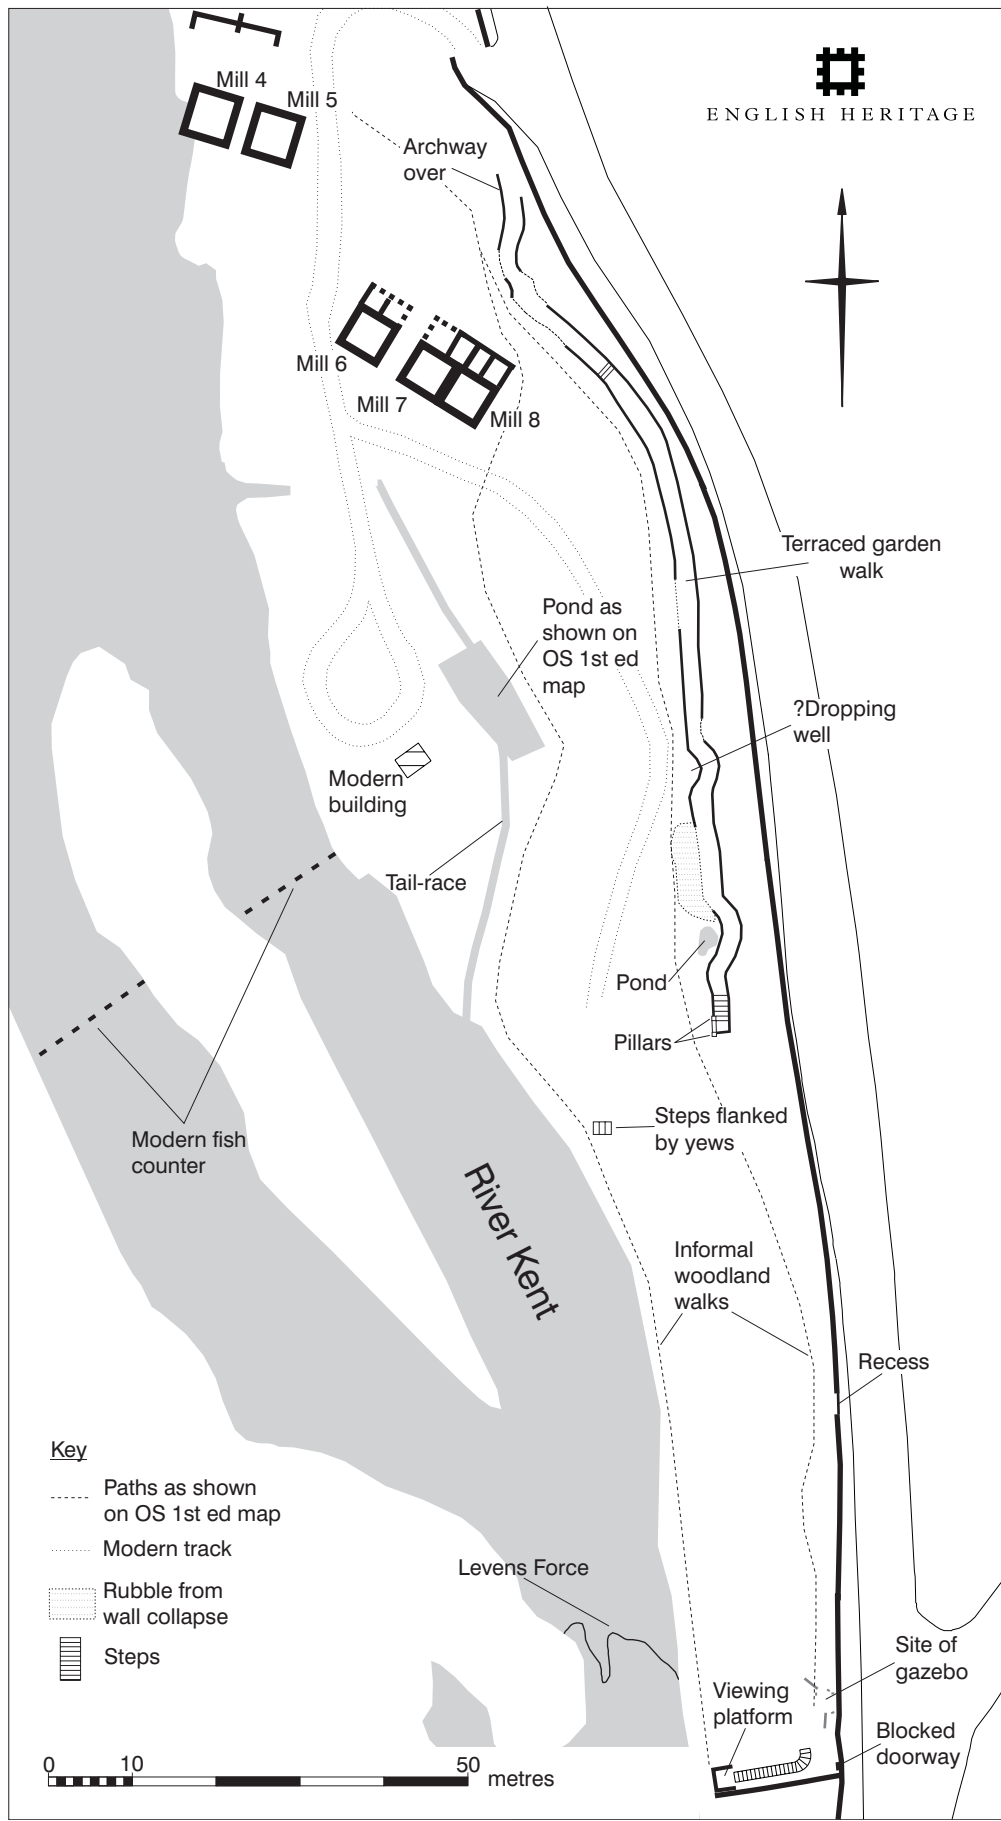 Mill 4
Mill 5
ENGLISH HERITAGE
Archway
over
Mill 6
Mill 7
Mill 8
Terraced garden
walk
Pond as
shown on
OS 1st ed
map
?Dropping
well
Modern
building
Tail-race
Pond
Pillars
Steps flanked
by yews
Modern fish
counter
River Kent
Informal
woodland
walks
Recess
Key
Paths as shown
on OS 1st ed map
Modern track
Rubble from
wall collapse
Steps
Levens Force
Site of
gazebo
Viewing
platform
Blocked
doorway
0 10 50 metres